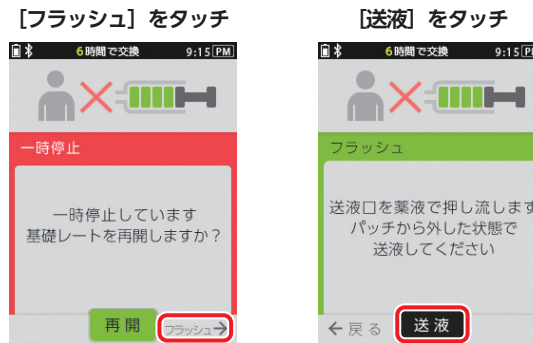 [フラッシュ] をタッチ
6時間で交換 9:15 PM
一時停止
一時停止しています
基礎レートを再開しますか？
再開 フラッシュ→
[送液] をタッチ
6時間で交換 9:15
フラッシュ
送液口を薬液で押し流します
パッチから外した状態で
送液してください
←戻る 送液